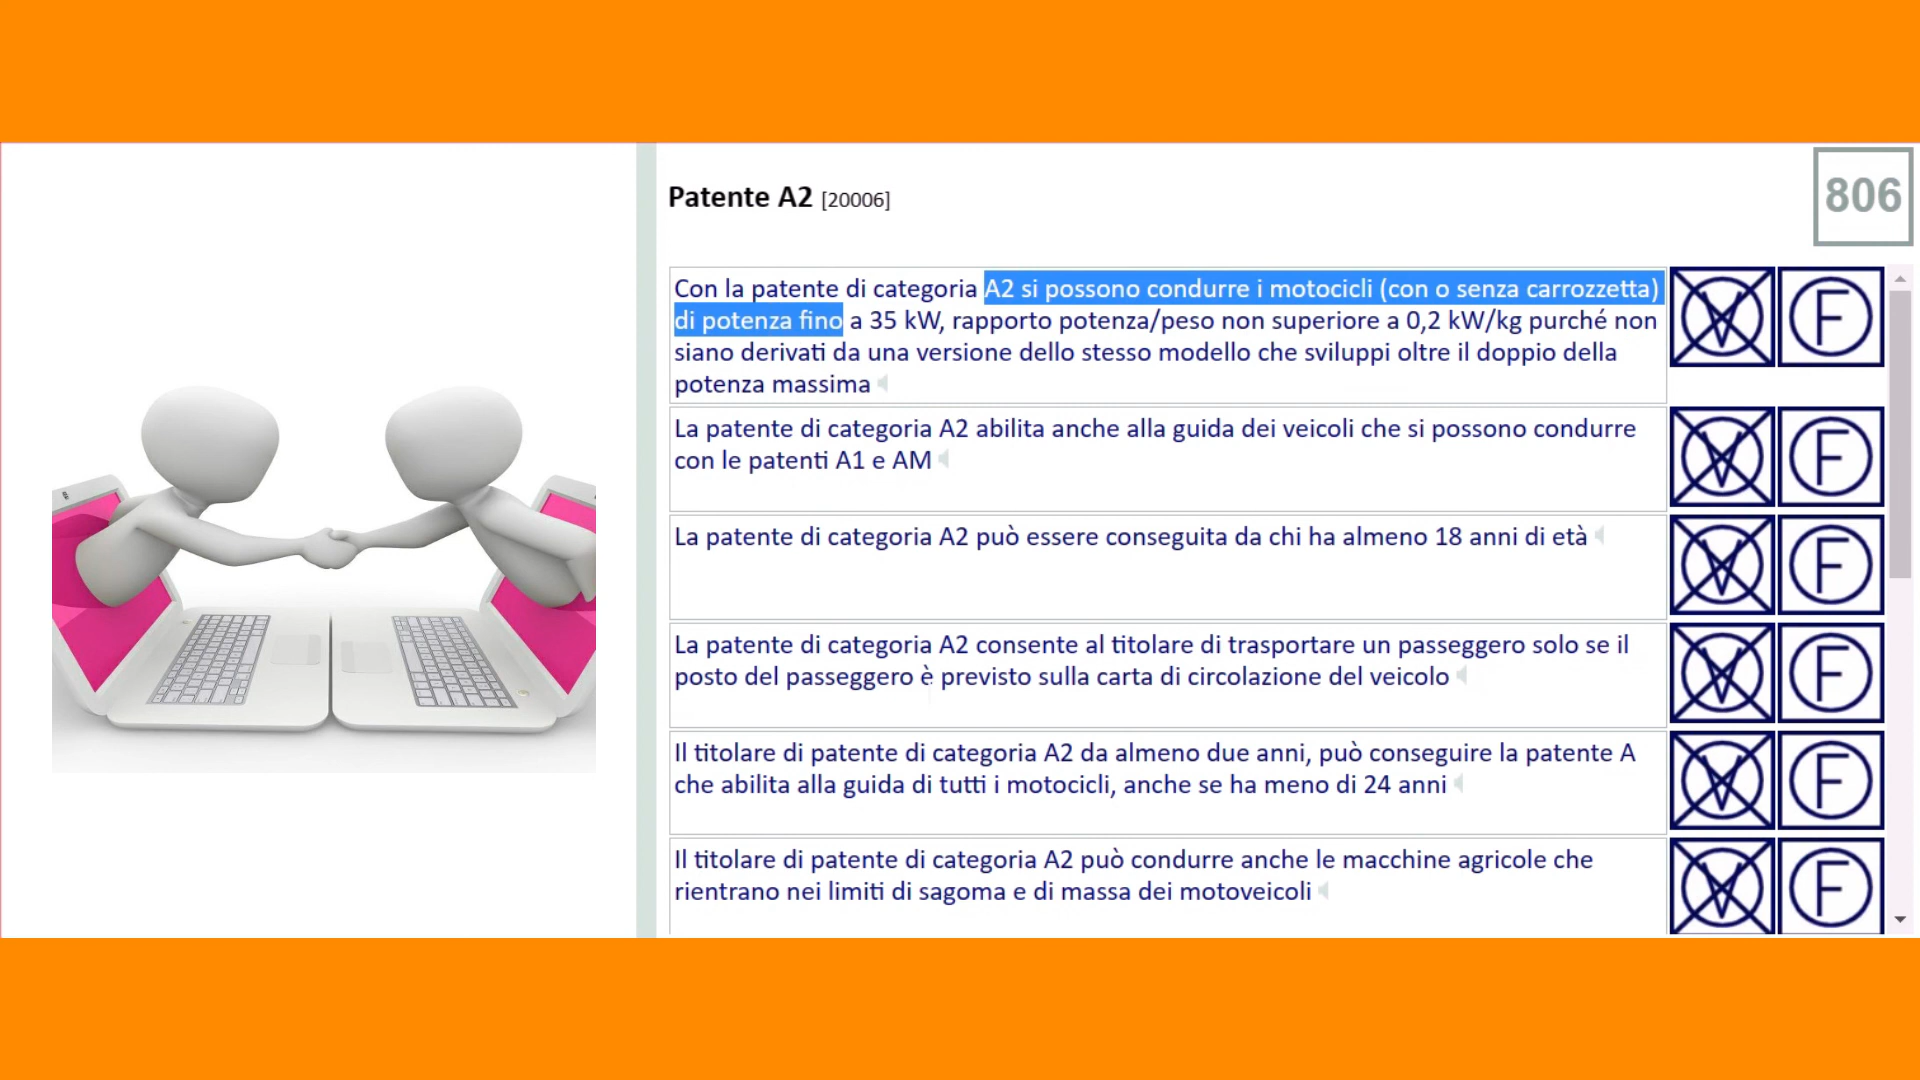 Patente A2 [20006]
806
Con la patente di categoria A2 si possono condurre i motocicli (con o senza carrozzetta)
di potenza fino a 35 kW, rapporto potenza/peso non superiore a 0,2 kW/kg purché non
siano derivati da una versione dello stesso modello che sviluppi oltre il doppio della
potenza massima
V F
La patente di categoria A2 abilita anche alla guida dei veicoli che si possono condurre
con le patenti A1 e AM
V F
La patente di categoria A2 può essere conseguita da chi ha almeno 18 anni di età
V F
La patente di categoria A2 consente al titolare di trasportare un passeggero solo se il
posto del passeggero è previsto sulla carta di circolazione del veicolo
V F
Il titolare di patente di categoria A2 da almeno due anni, può conseguire la patente A
che abilita alla guida di tutti i motocicli, anche se ha meno di 24 anni
V F
Il titolare di patente di categoria A2 può condurre anche le macchine agricole che
rientrano nei limiti di sagoma e di massa dei motoveicoli
V F